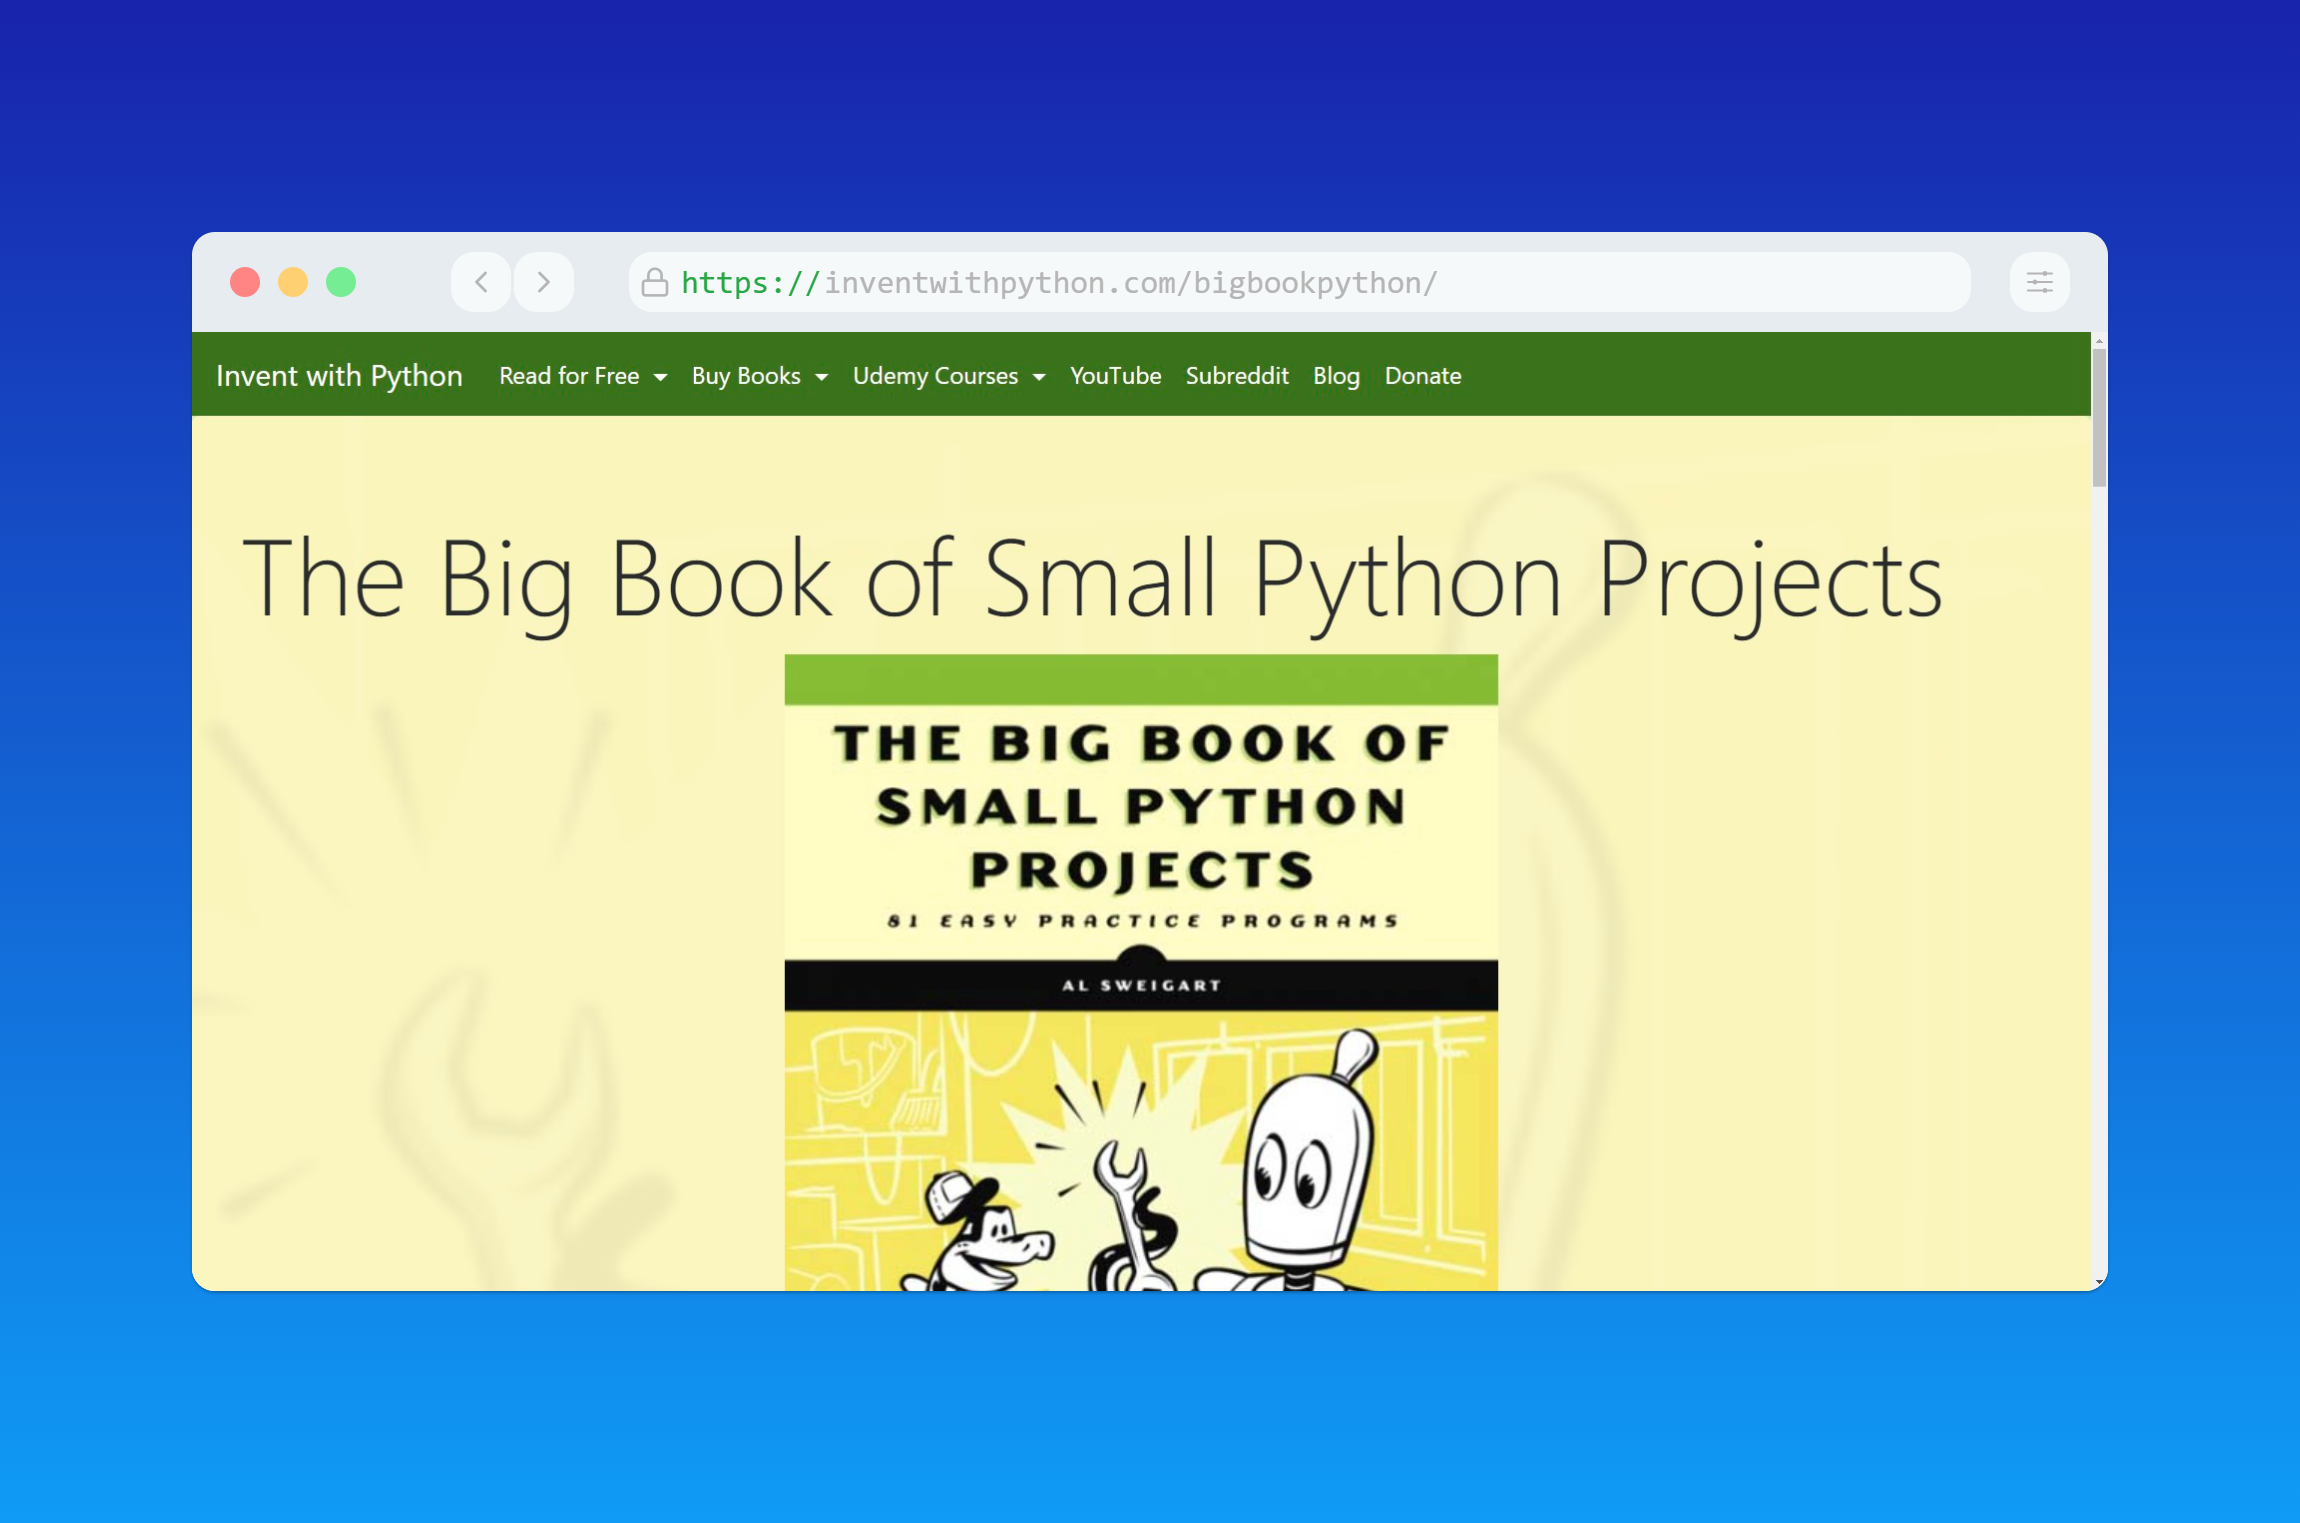 https://inventwithpython.com/bigbookpython/
Invent with Python Read for Free Buy Books Udemy Courses YouTube Subreddit Blog Donate
The Big Book of Small Python Projects
THE BIG BOOK OF
SMALL PYTHON
PROJECTS
81 EASY PRACTICE PROGRAMS
AL SWEIGART